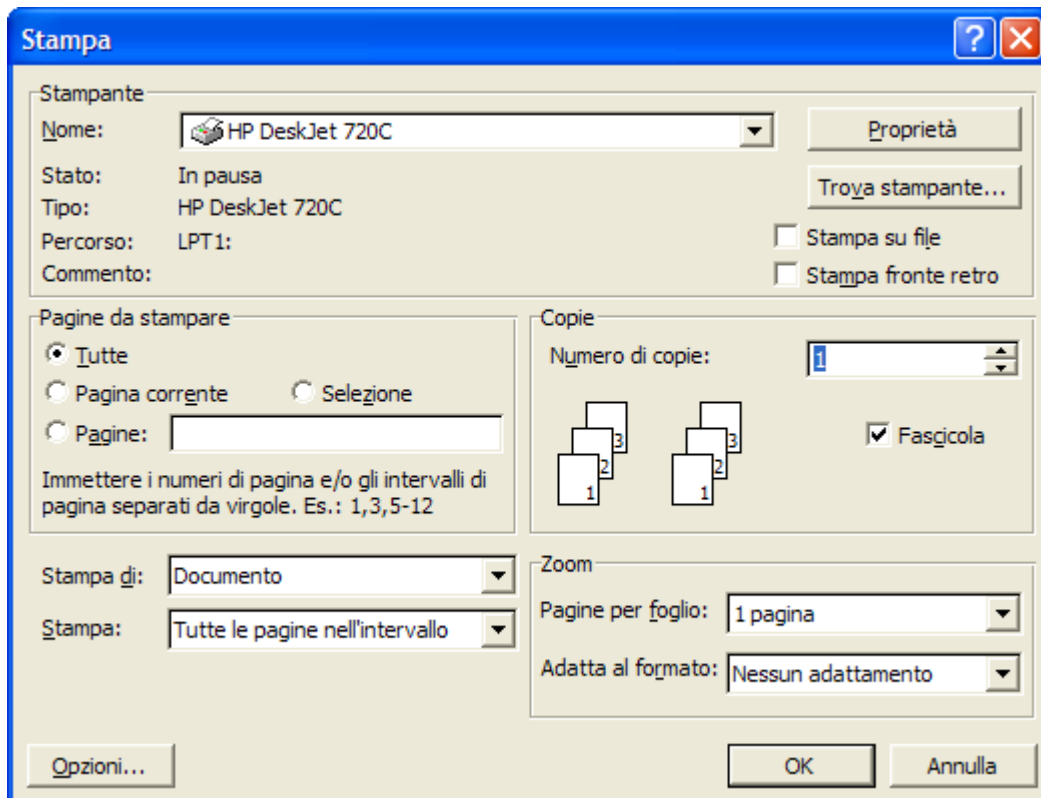 Stampa
Stampante
Nome: HP DeskJet 720C Proprietà
Stato: In pausa Trova stampante...
Tipo: HP DeskJet 720C
Percorso: LPT1: Stampa su file
Commento: Stampa fronte retro
Pagine da stampare
Tutte
Pagina corrente Selezione
Pagine:
Immettere i numeri di pagina e/o gli intervalli di
pagina separati da virgole. Es.: 1,3,5-12
Copie
Numero di copie: 1
3 3
2 2
1 1
Fascicola
Stampa di: Documento
Stampa: Tutte le pagine nell'intervallo
Zoom
Pagine per foglio: 1 pagina
Adatta al formato: Nessun adattamento
Opzioni... OK Annulla